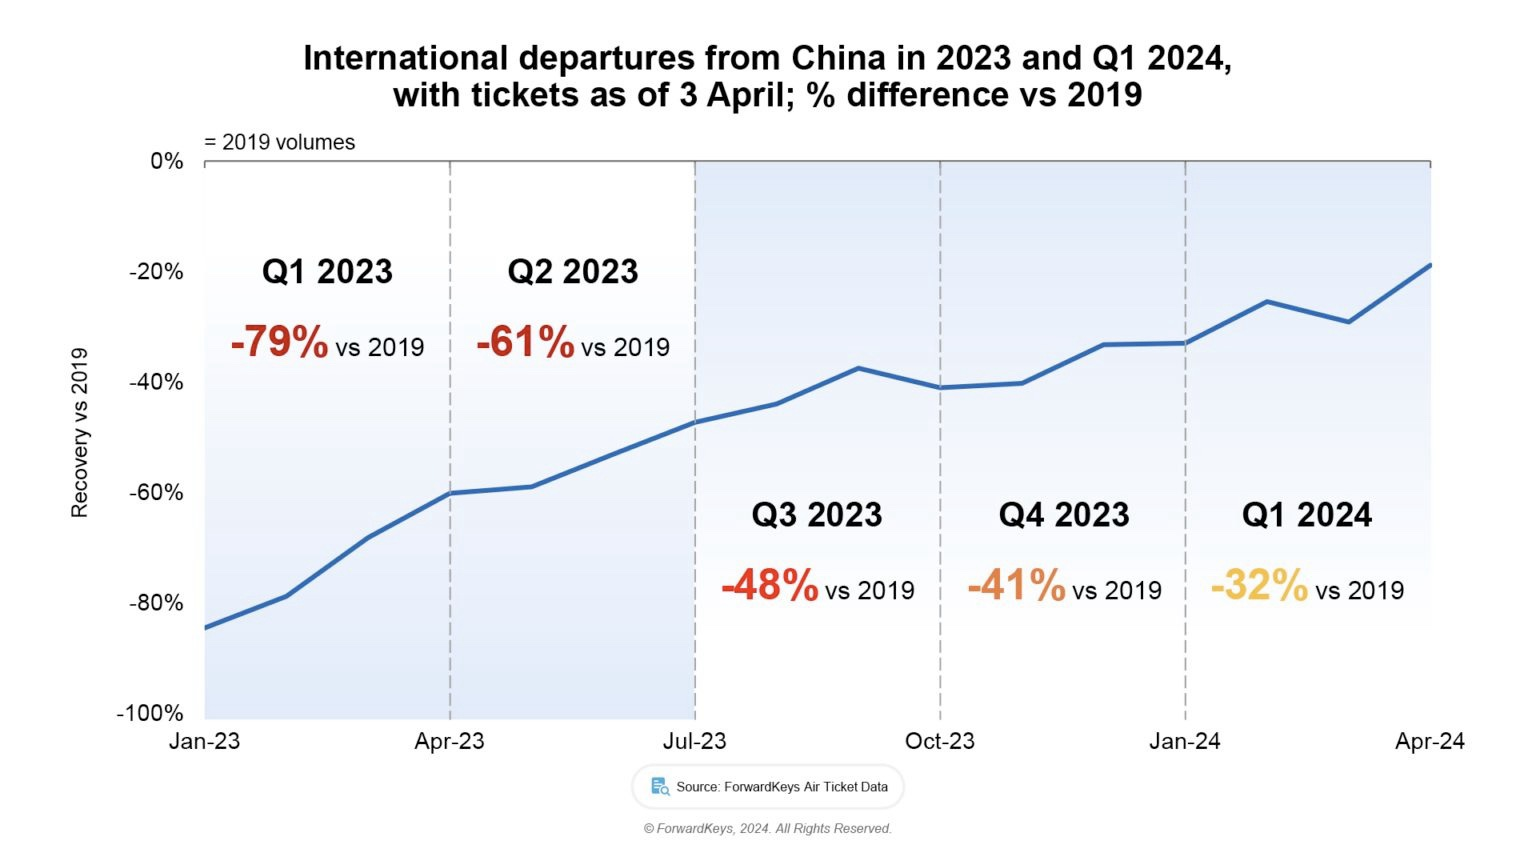 International departures from China in 2023 and Q1 2024,
with tickets as of 3 April; % difference vs 2019
= 2019 volumes
0%
-20%
-40%
-60%
-80%
-100%
Recovery vs 2019
Q1 2023
-79% vs 2019
Q2 2023
-61% vs 2019
Q3 2023
-48% vs 2019
Q4 2023
-41% vs 2019
Q1 2024
-32% vs 2019
Jan-23
Apr-23
Jul-23
Oct-23
Jan-24
Apr-24
Source: ForwardKeys Air Ticket Data
© ForwardKeys, 2024. All Rights Reserved.